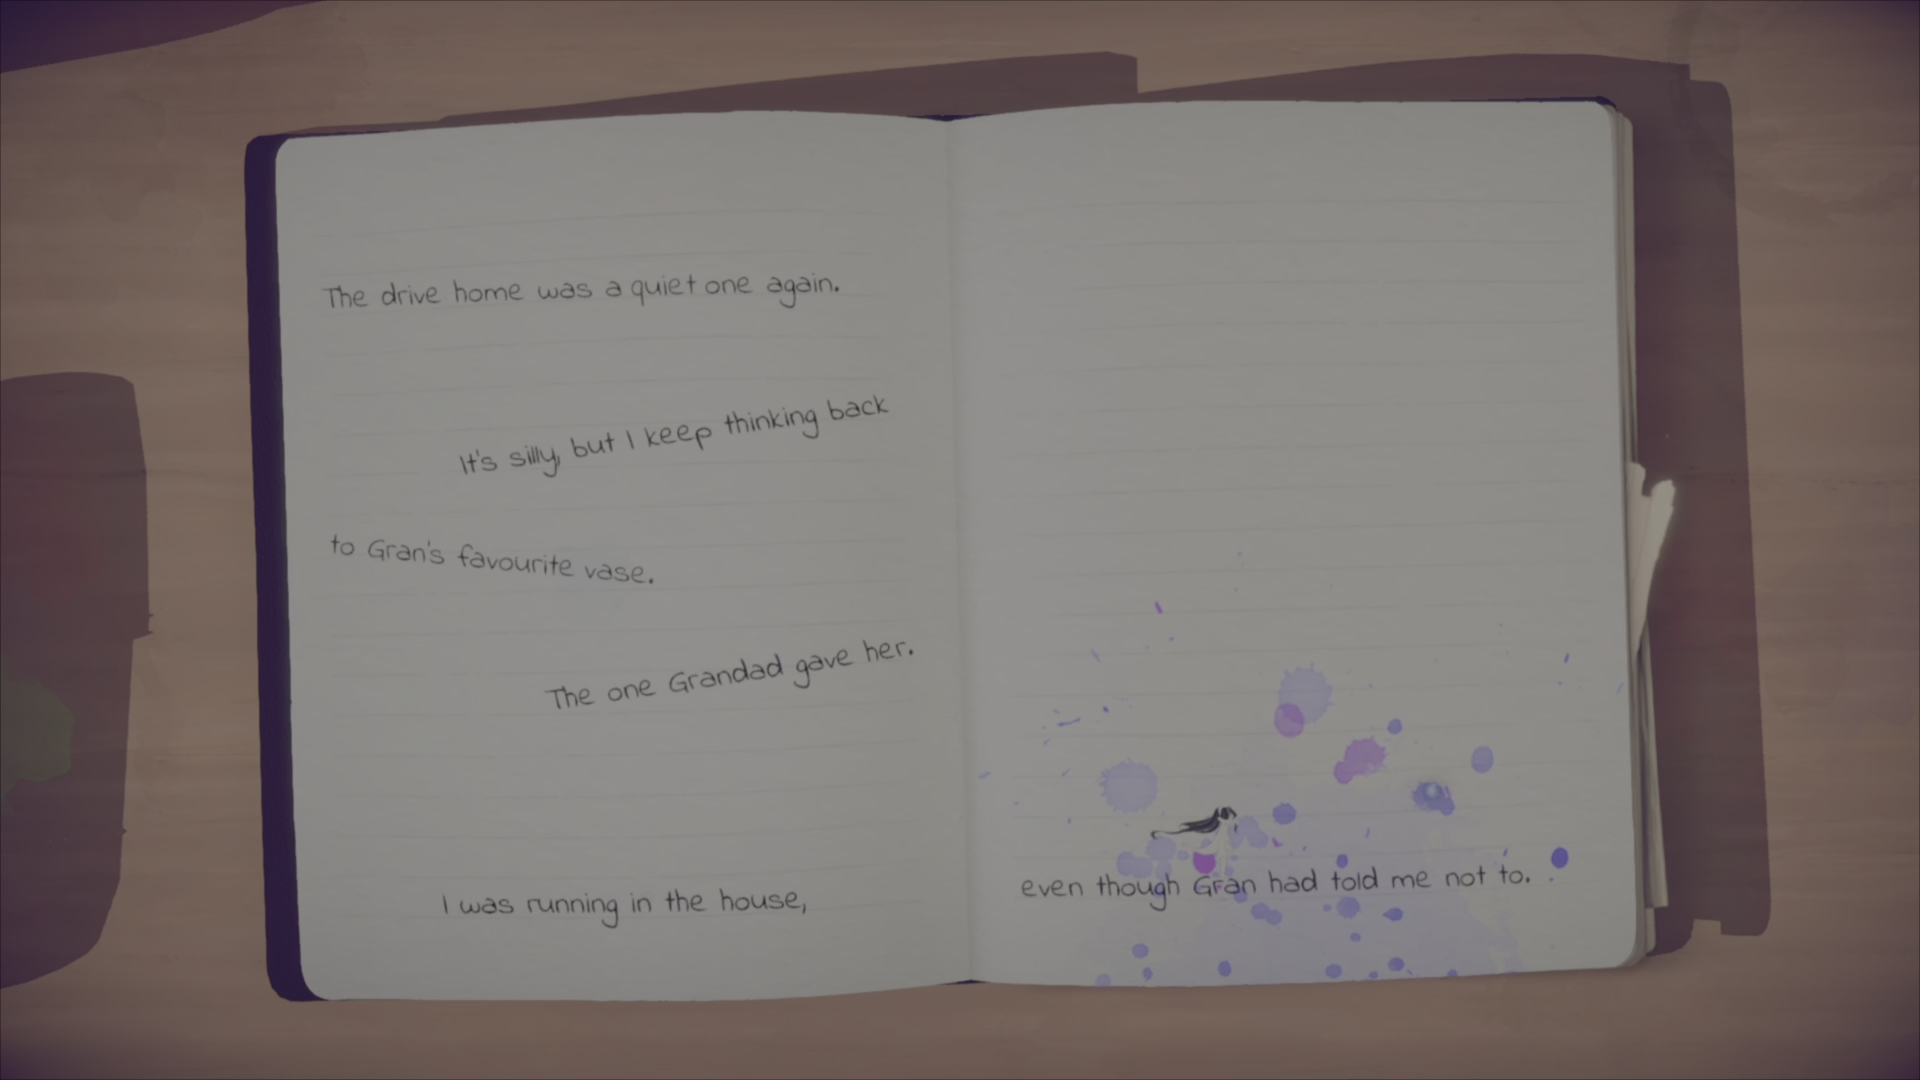 The drive home was a quiet one again.
It's silly, but I keep thinking back
to Gran's favourite vase.
The one Grandad gave her.
I was running in the house,
even though Gran had told me not to.